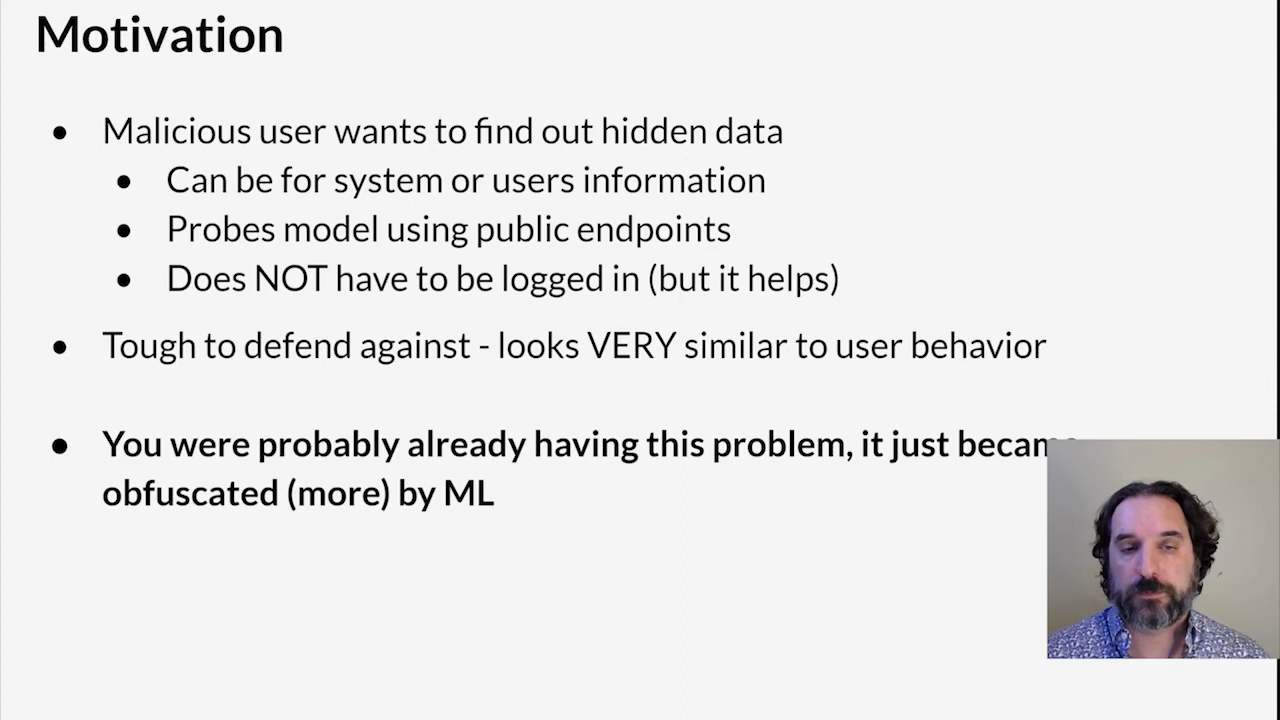 Motivation
● Malicious user wants to find out hidden data
● Can be for system or users information
● Probes model using public endpoints
● Does NOT have to be logged in (but it helps)
● Tough to defend against - looks VERY similar to user behavior
● You were probably already having this problem, it just became
obfuscated (more) by ML